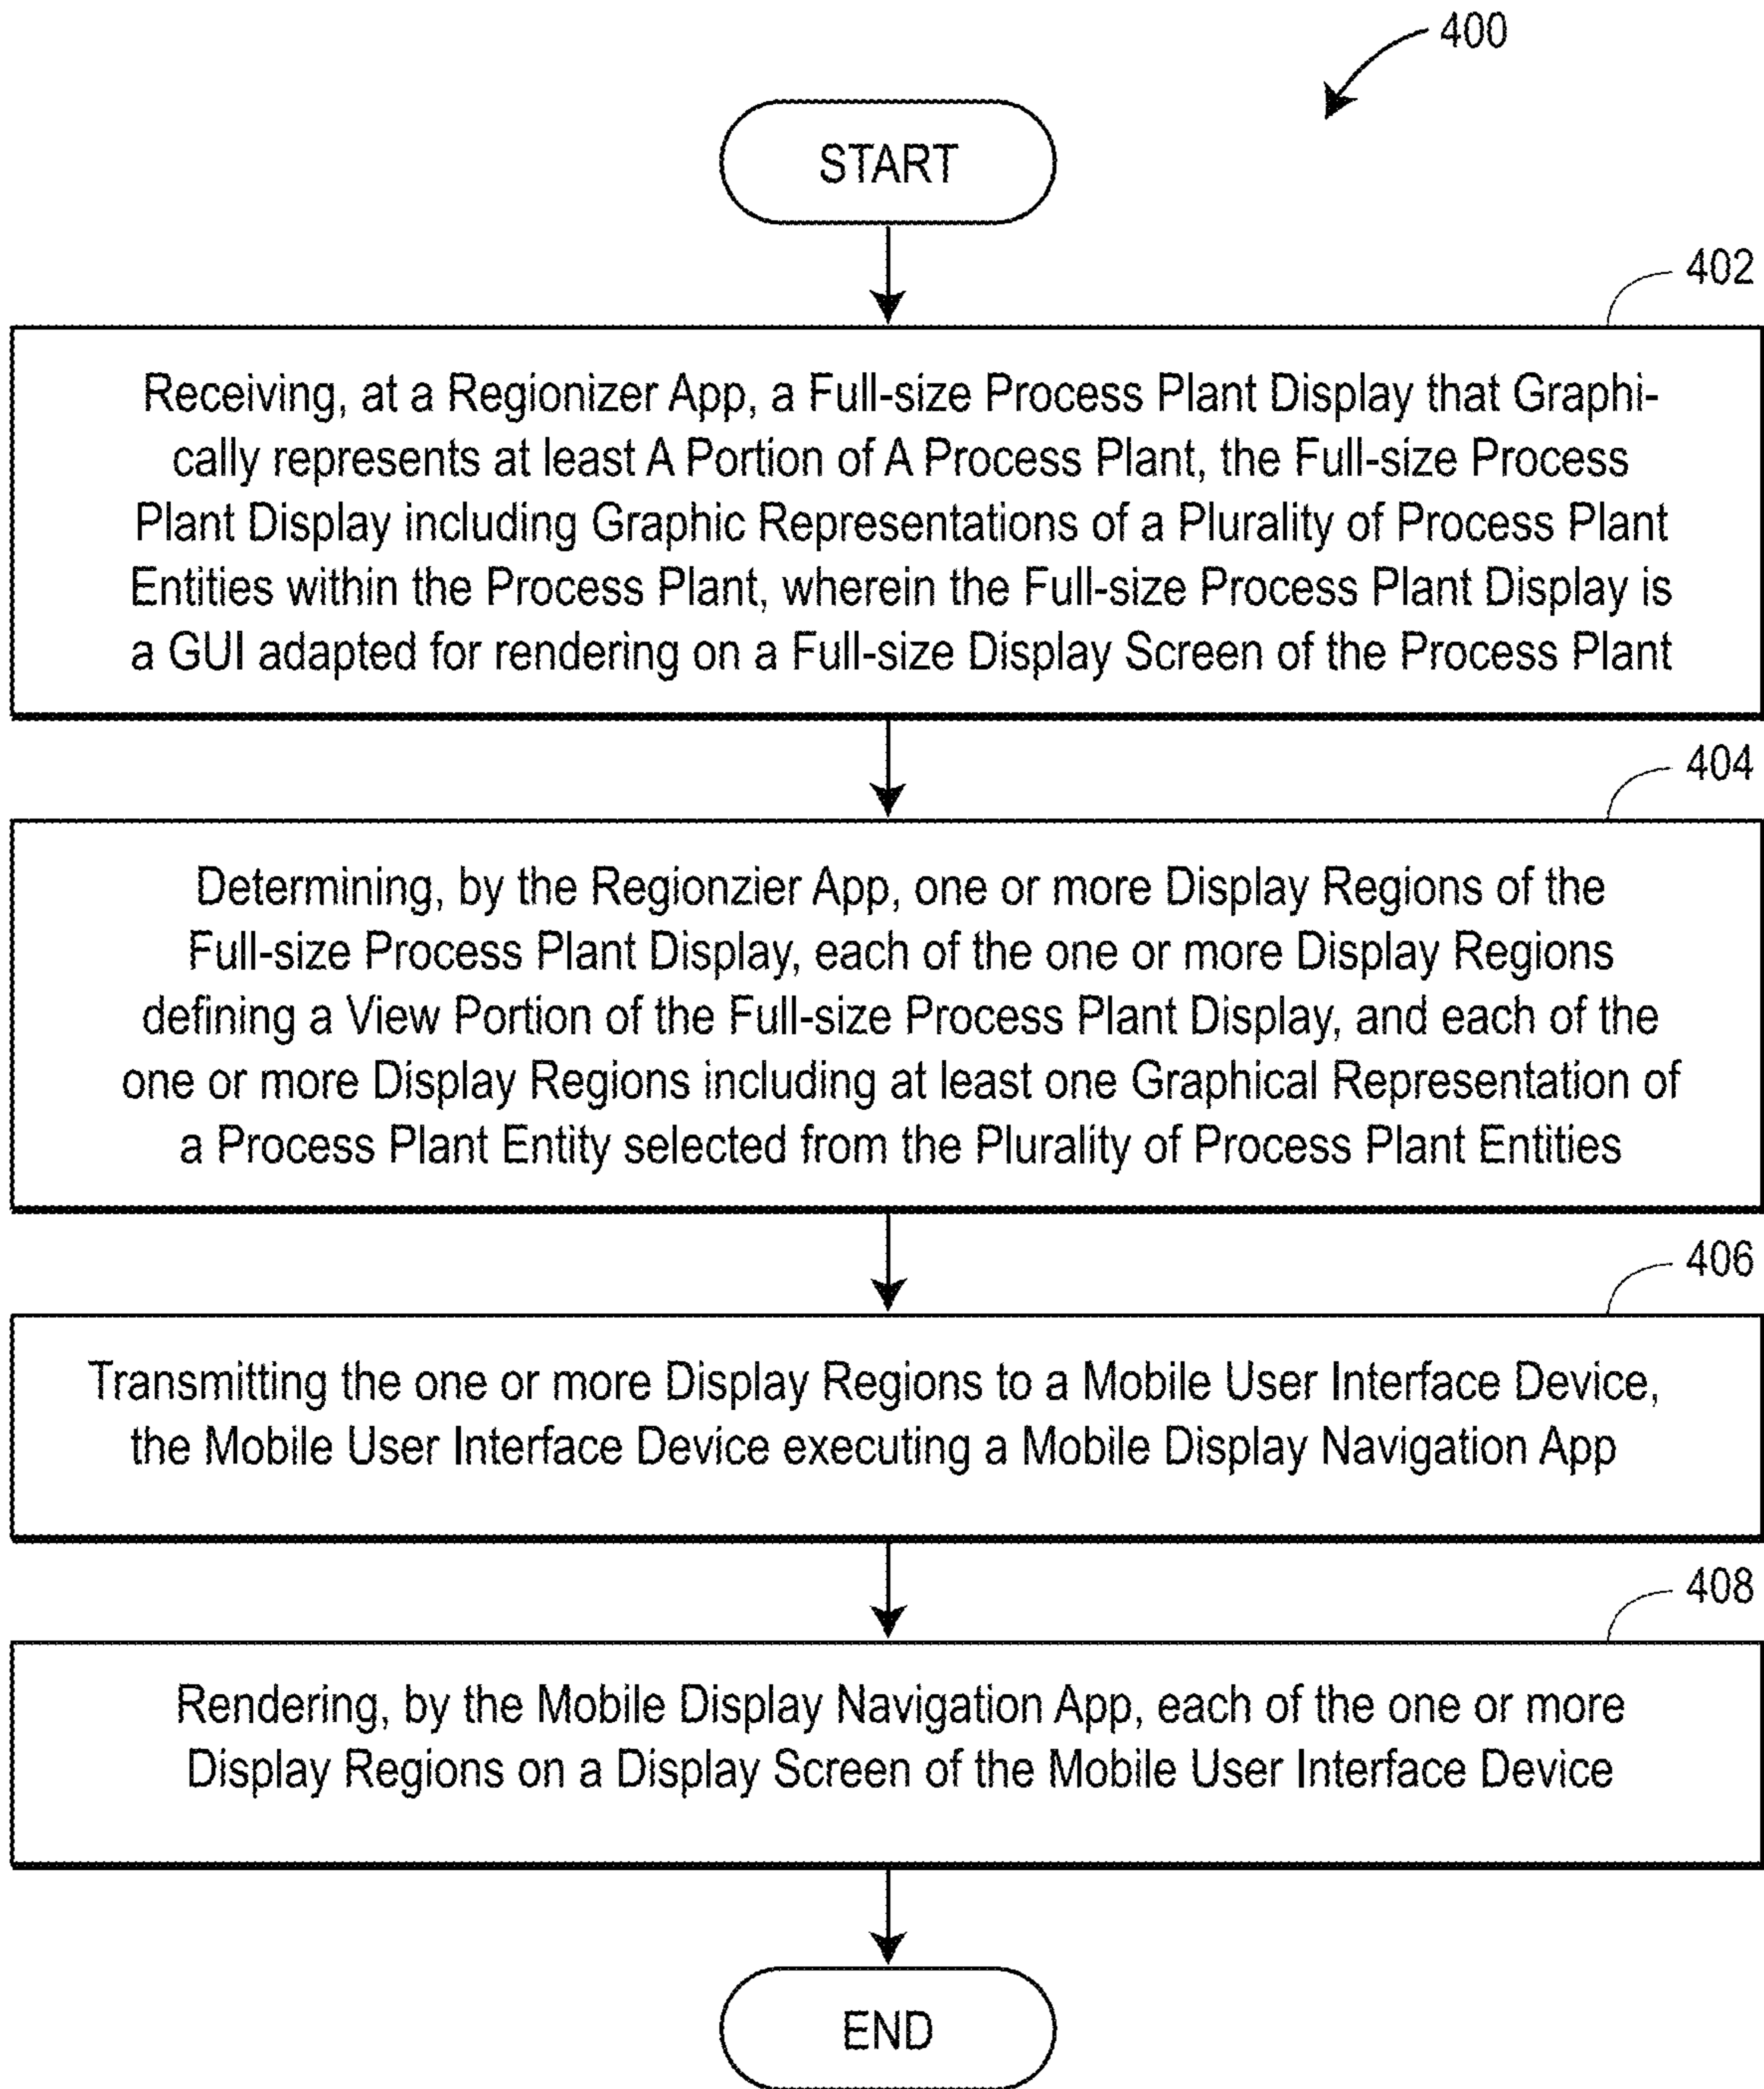 400
START
402
Receiving, at a Regionizer App, a Full-size Process Plant Display that Graphi-
cally represents at least A Portion of A Process Plant, the Full-size Process
Plant Display including Graphic Representations of a Plurality of Process Plant
Entities within the Process Plant, wherein the Full-size Process Plant Display is
a GUI adapted for rendering on a Full-size Display Screen of the Process Plant
404
Determining, by the Regionzier App, one or more Display Regions of the
Full-size Process Plant Display, each of the one or more Display Regions
defining a View Portion of the Full-size Process Plant Display, and each of the
one or more Display Regions including at least one Graphical Representation of
a Process Plant Entity selected from the Plurality of Process Plant Entities
406
Transmitting the one or more Display Regions to a Mobile User Interface Device,
the Mobile User Interface Device executing a Mobile Display Navigation App
408
Rendering, by the Mobile Display Navigation App, each of the one or more
Display Regions on a Display Screen of the Mobile User Interface Device
END